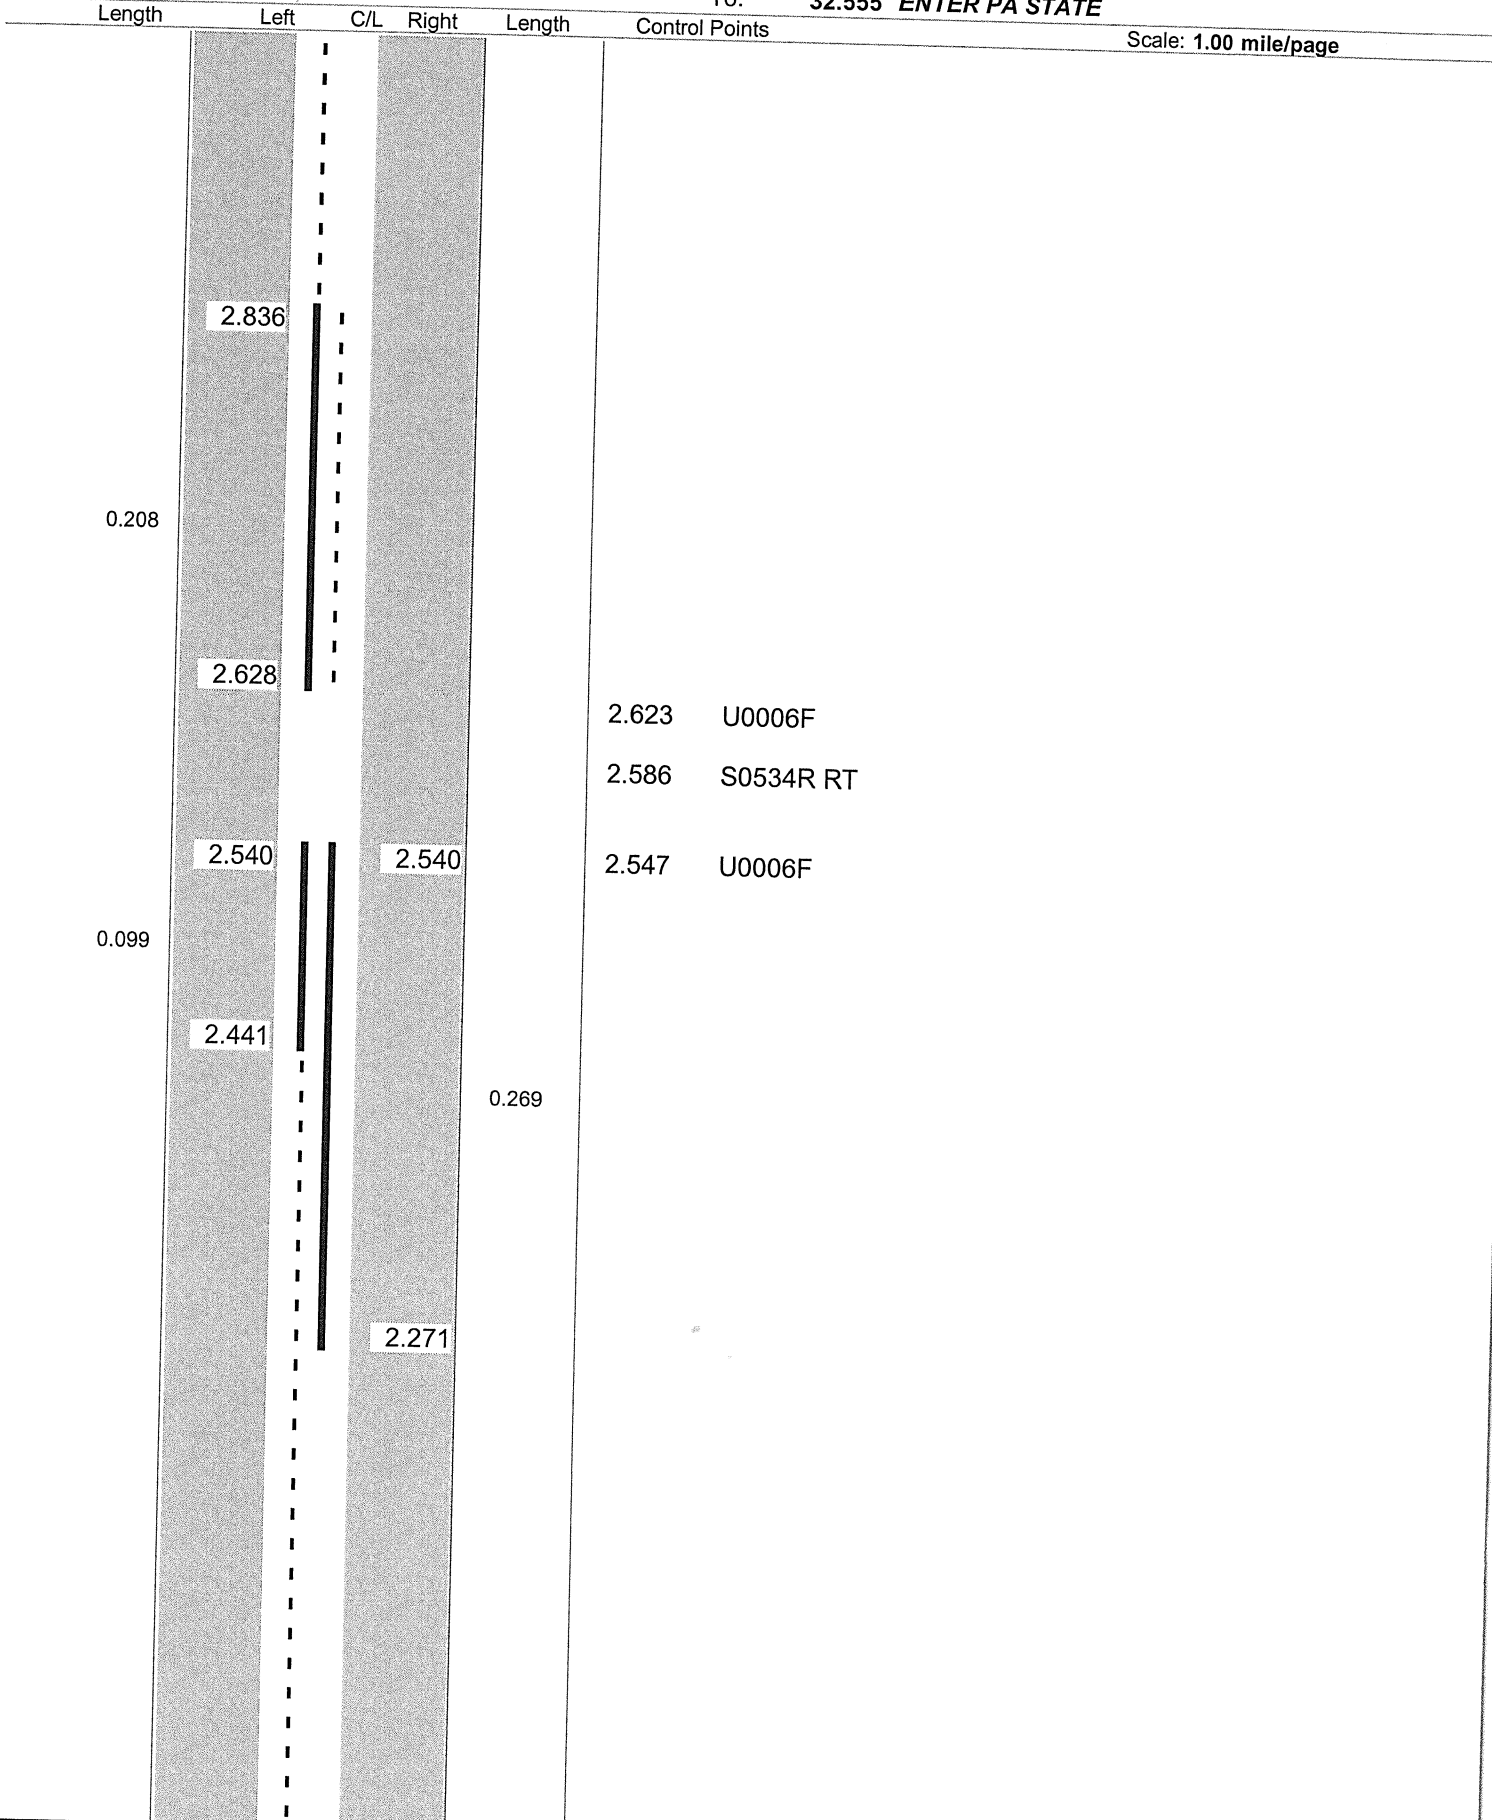 TO: 32.555 ENTER PA STATE
Length Left C/L Right Length Control Points Scale: 1.00 mile/page
2.836
0.208
2.628
2.623 U0006F
2.586 S0534R RT
2.540 2.540 2.547 U0006F
0.099
2.441
0.269
2.271